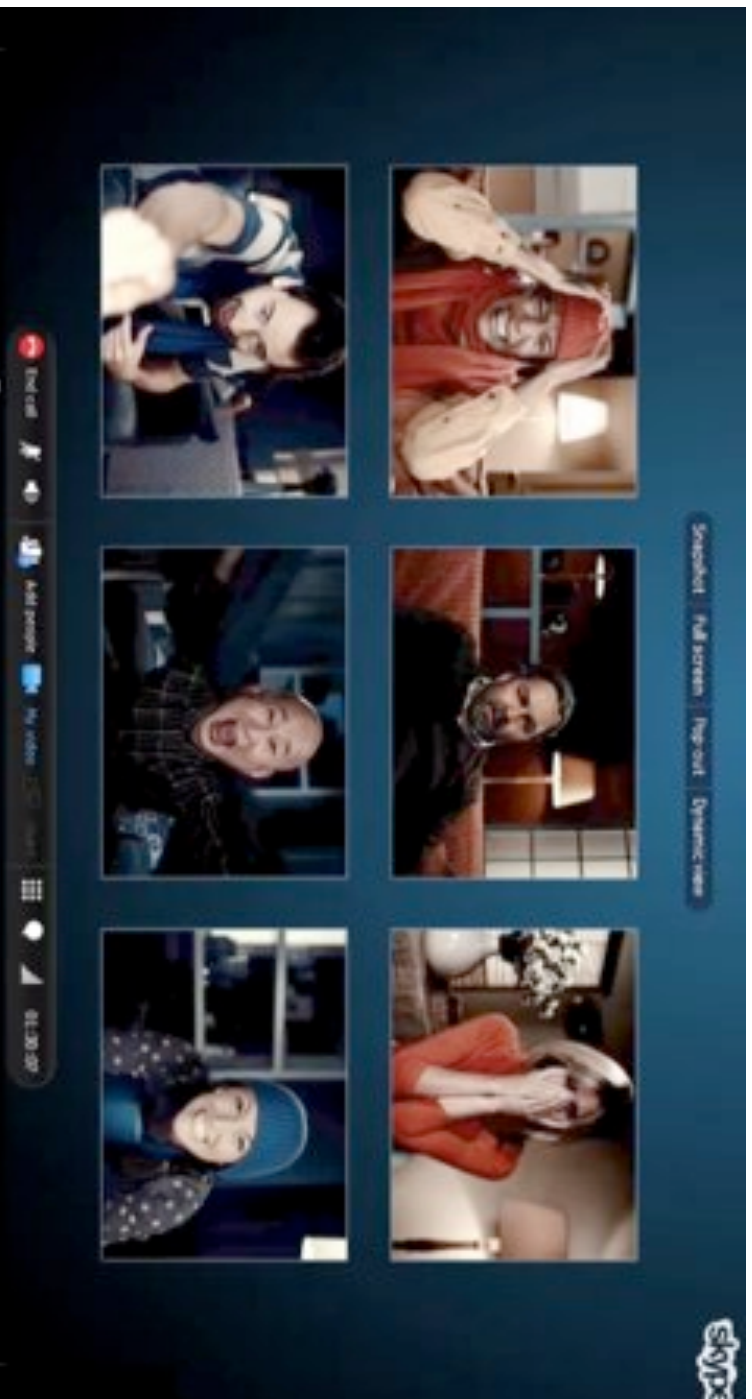 skype
Snapshot Full screen Pop out Dynamic view
End call Add people My video 01:30:07